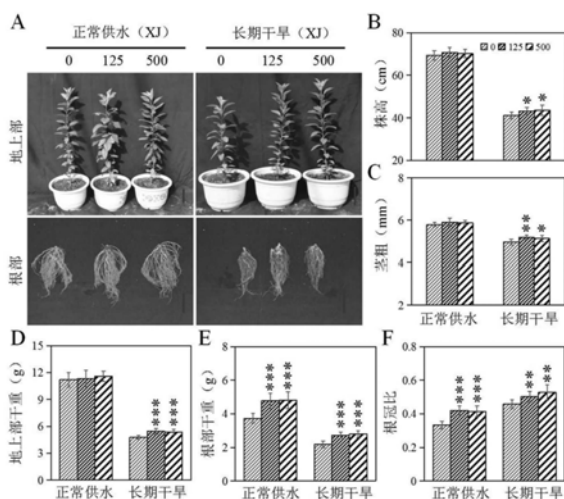 A
正常供水（XJ）
长期干旱（XJ）
0 125 500
0 125 500
地上部
根部
B
株高（cm）
80
60
40
20
0 125 500
* *
C
茎粗（mm）
8
6
4
2
** *
正常供水 长期干旱
D
地上部干重（g）
15
12
9
6
3
0
*** ***
正常供水 长期干旱
E
根部干重（g）
8
6
4
2
0
*** ***
*** ***
正常供水 长期干旱
F
根冠比
0.8
0.6
0.4
0.2
0
*** ***
** **
正常供水 长期干旱